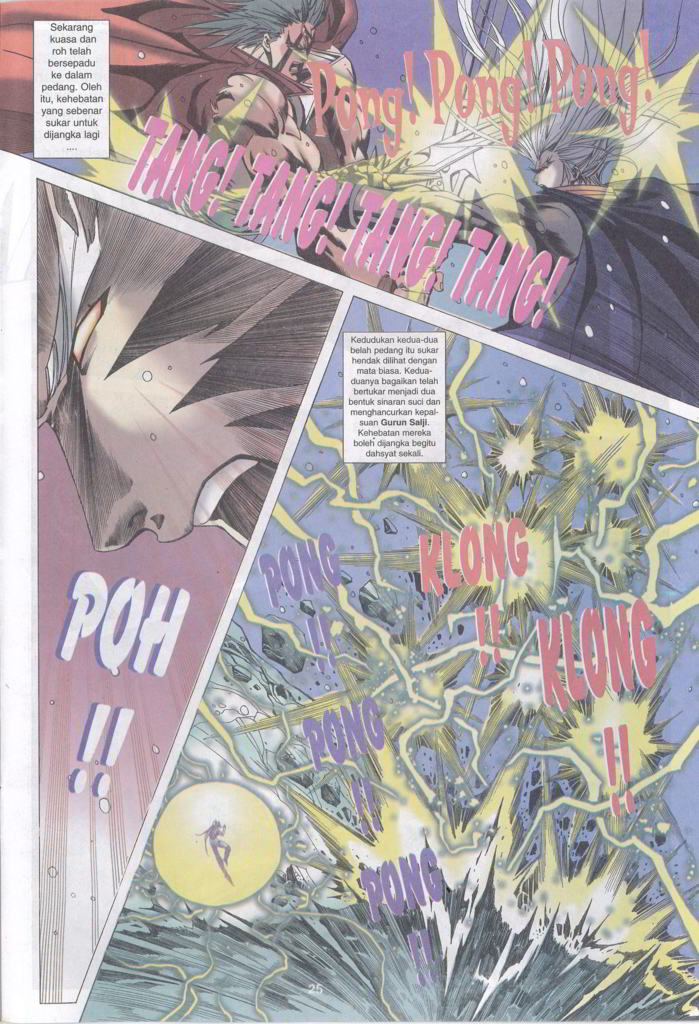 Sekarang
kuasa dan
roh telah
bersepadu
ke dalam
pedang. Oleh
itu, kehebatan
yang sebenar
sukar untuk
dijangka lagi
....
Pong! Pong! Pong!
TANG! TANG! TANG! TANG!
POH
!!
Kedudukan kedua-dua
belah pedang itu sukar
hendak dilihat dengan
mata biasa. Kedua-
duanya bagaikan telah
bertukar menjadi dua
bentuk sinaran suci dan
menghancurkan kepal-
suan Gurun Salji.
Kehebatan mereka
boleh dijangka begitu
dahsyat sekali.
PONG
!!
KLONG
!!
KLONG
!!
PONG
!!
PONG
!!
25